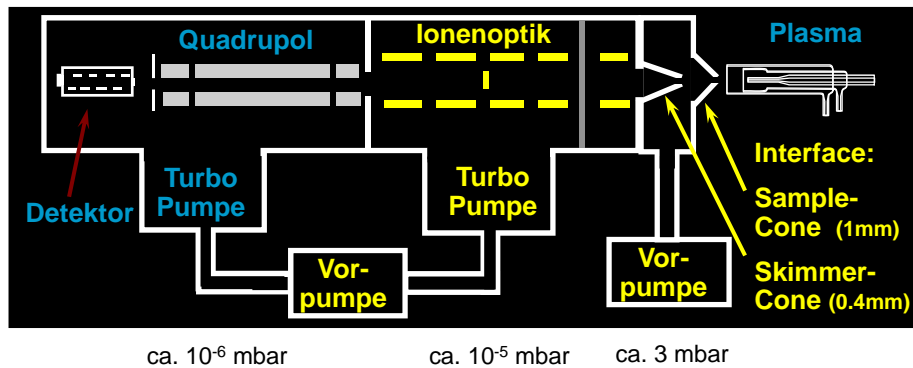 Quadrupol
Ionenoptik
Plasma
Detektor
Turbo
Pumpe
Turbo
Pumpe
Vor-
pumpe
Vor-
pumpe
Interface:
Sample-
Cone (1mm)
Skimmer-
Cone (0.4mm)
ca. 10⁻⁶ mbar
ca. 10⁻⁵ mbar
ca. 3 mbar